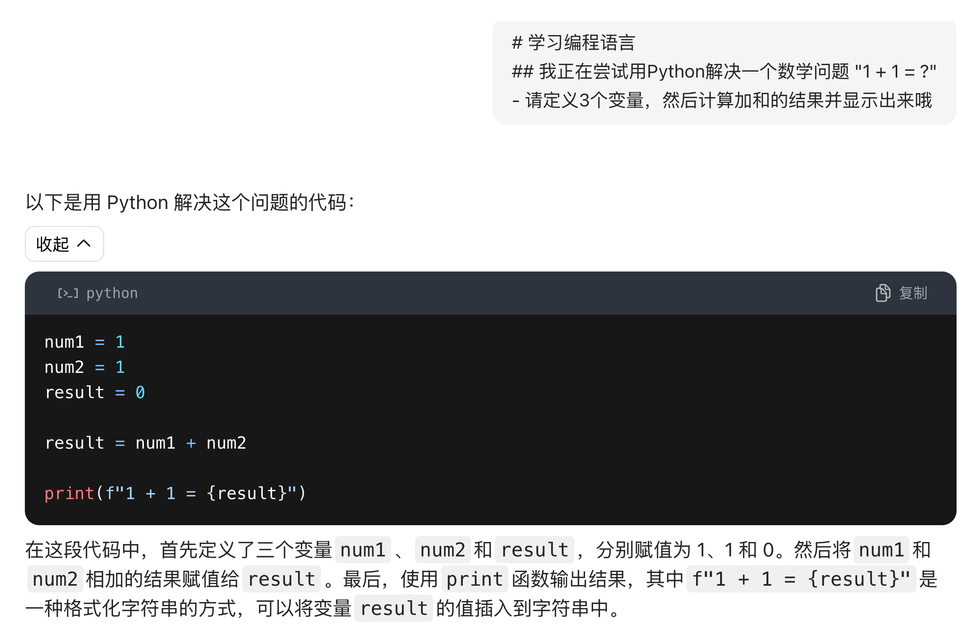 # 学习编程语言
## 我正在尝试用Python解决一个数学问题 "1 + 1 = ?"
- 请定义3个变量，然后计算加和的结果并显示出来哦
以下是用 Python 解决这个问题的代码：
收起
python
复制
num1 = 1
num2 = 1
result = 0
result = num1 + num2
print(f"1 + 1 = {result}")
在这段代码中，首先定义了三个变量 num1 、 num2 和 result ，分别赋值为 1、1 和 0。然后将 num1 和
num2 相加的结果赋值给 result 。最后，使用 print 函数输出结果，其中 f"1 + 1 = {result}" 是
一种格式化字符串的方式，可以将变量 result 的值插入到字符串中。